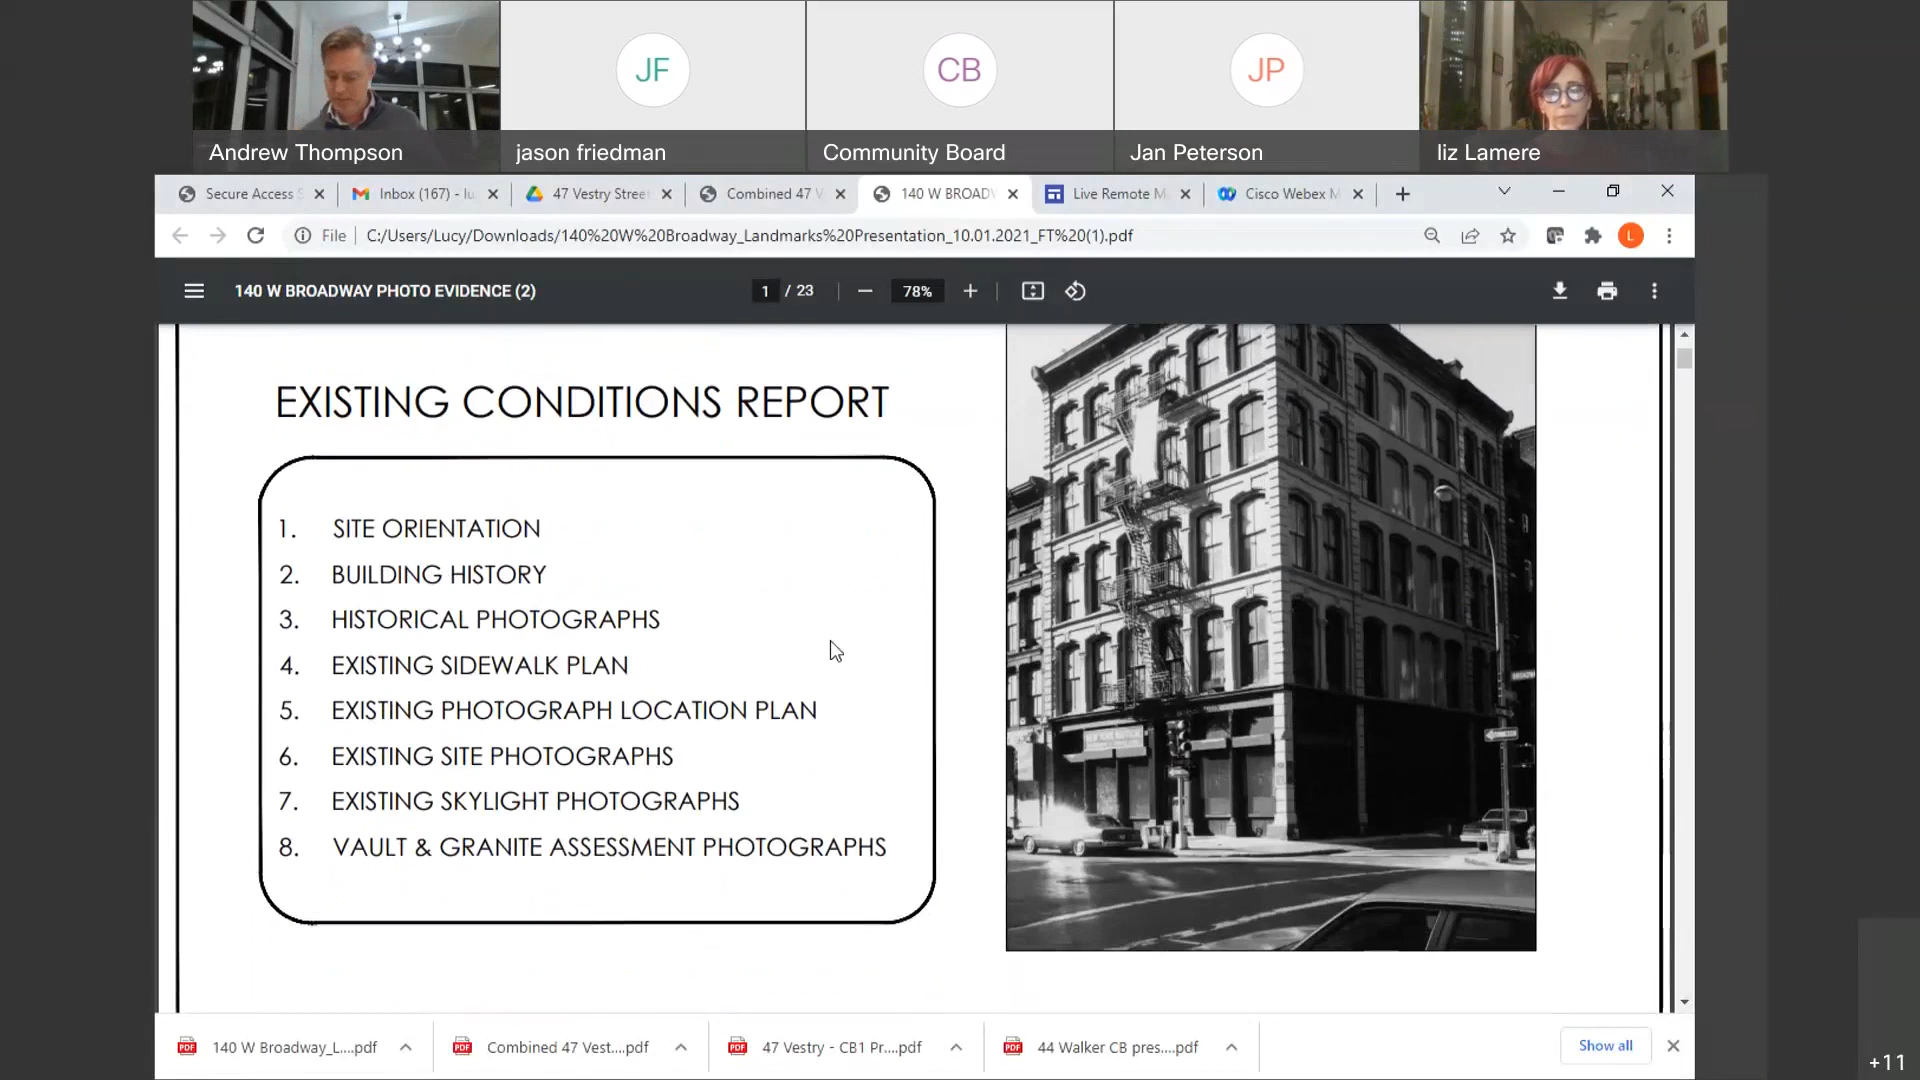 JF
CB
JP
Andrew Thompson
jason friedman
Community Board
Jan Peterson
liz Lamere
Secure Access S
Inbox (167) - lu
47 Vestry Street
Combined 47 V
140 W BROADW
Live Remote M
Cisco Webex M
File
C:/Users/Lucy/Downloads/140%20W%20Broadway_Landmarks%20Presentation_10.01.2021_FT%20(1).pdf
L
140 W BROADWAY PHOTO EVIDENCE (2)
1 / 23
78%
EXISTING CONDITIONS REPORT
1. SITE ORIENTATION
2. BUILDING HISTORY
3. HISTORICAL PHOTOGRAPHS
4. EXISTING SIDEWALK PLAN
5. EXISTING PHOTOGRAPH LOCATION PLAN
6. EXISTING SITE PHOTOGRAPHS
7. EXISTING SKYLIGHT PHOTOGRAPHS
8. VAULT & GRANITE ASSESSMENT PHOTOGRAPHS
PDF 140 W Broadway_L....pdf
PDF Combined 47 Vest....pdf
PDF 47 Vestry - CB1 Pr....pdf
PDF 44 Walker CB pres....pdf
Show all
+11